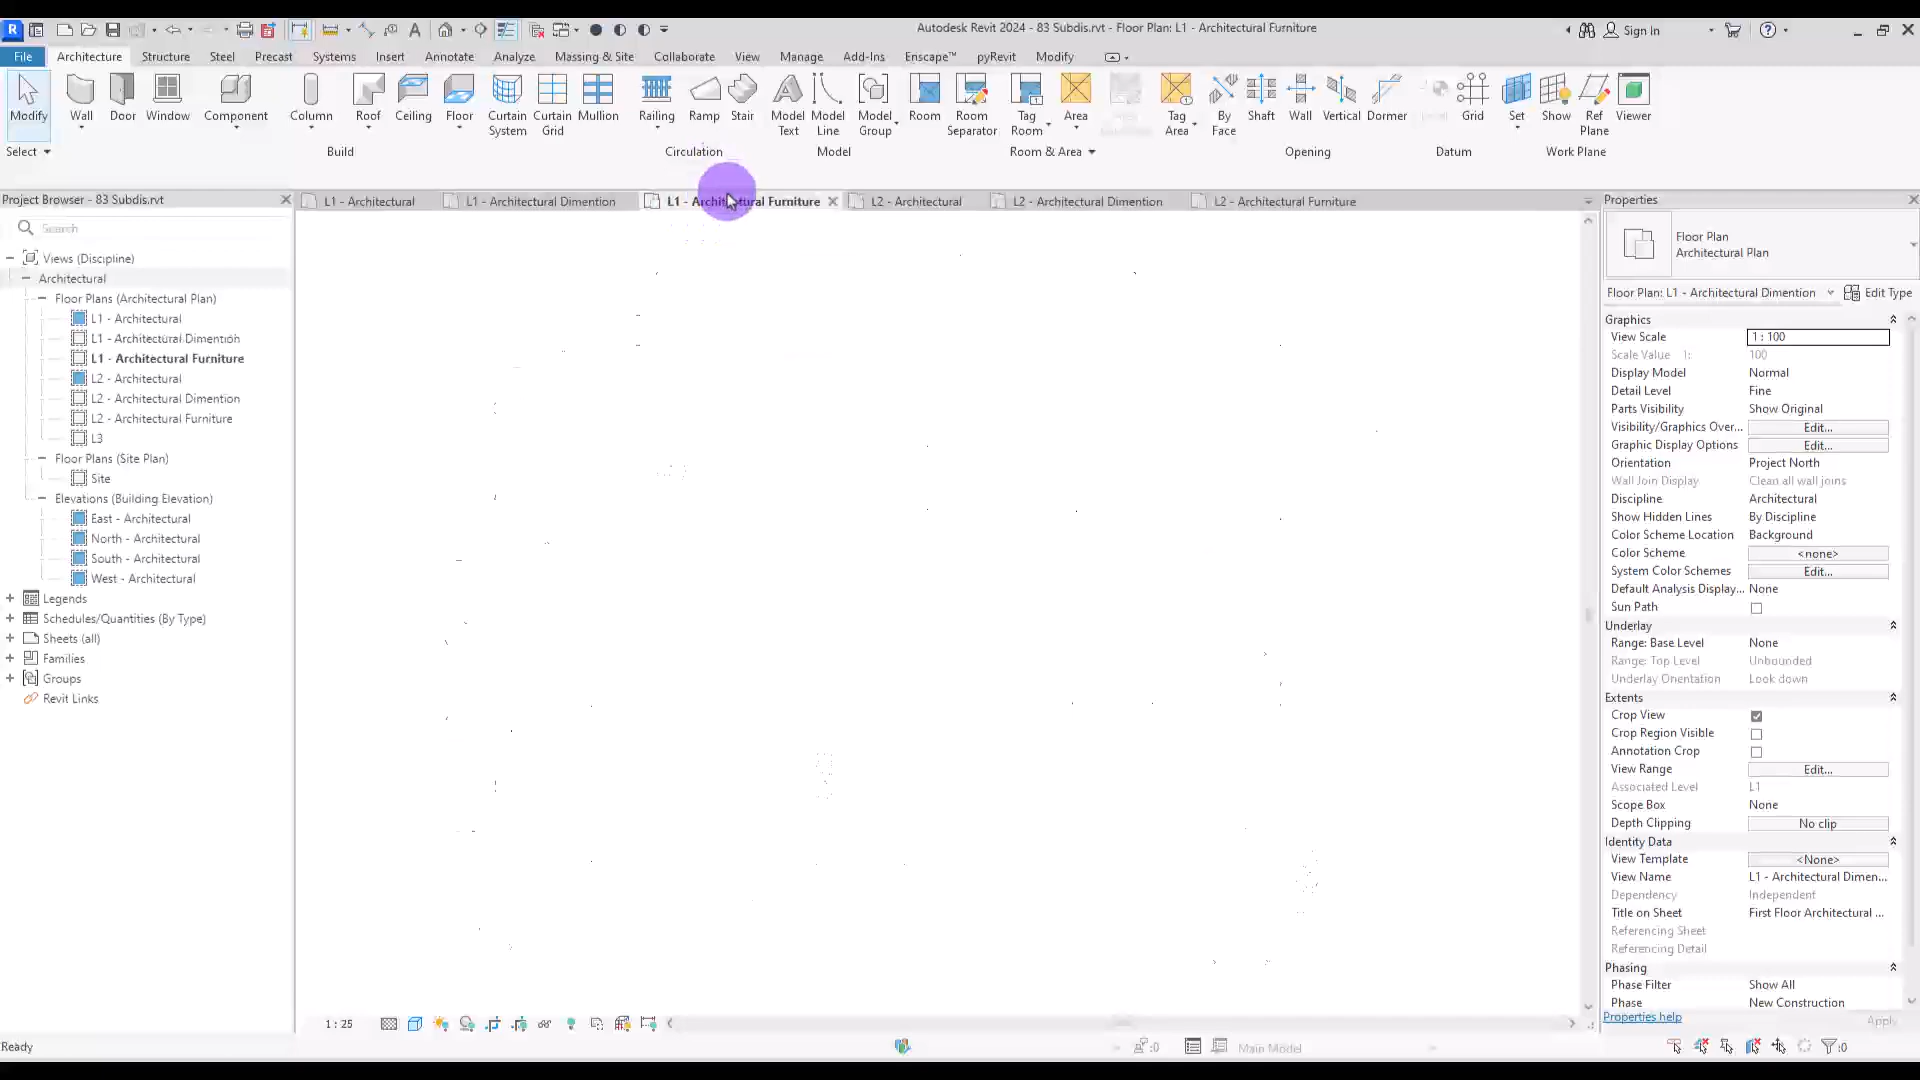 Autodesk Revit 2024 - 83 Subdis.rvt - Floor Plan: L1 - Architectural Furniture
Sign In
File Architecture Structure Steel Precast Systems Insert Annotate Analyze Massing & Site Collaborate View Manage Add-Ins Enscape™ pyRevit Modify
Modify Wall Door Window Component Column Roof Ceiling Floor Curtain System Curtain Grid Mullion Railing Ramp Stair Model Text Model Line Model Group Room Room Separator Tag Room Area Tag Area By Face Shaft Wall Vertical Dormer Grid Set Show Ref Plane Viewer
Select Build Circulation Model Room & Area Opening Datum Work Plane
Project Browser - 83 Subdis.rvt
Search
Views (Discipline)
Architectural
Floor Plans (Architectural Plan)
L1 - Architectural
L1 - Architectural Dimention
L1 - Architectural Furniture
L2 - Architectural
L2 - Architectural Dimention
L2 - Architectural Furniture
L3
Floor Plans (Site Plan)
Site
Elevations (Building Elevation)
East - Architectural
North - Architectural
South - Architectural
West - Architectural
Legends
Schedules/Quantities (By Type)
Sheets (all)
Families
Groups
Revit Links
L1 - Architectural L1 - Architectural Dimention L1 - Architectural Furniture L2 - Architectural L2 - Architectural Dimention L2 - Architectural Furniture
Properties
Floor Plan
Architectural Plan
Floor Plan: L1 - Architectural Dimention Edit Type
Graphics
View Scale 1 : 100
Scale Value 1: 100
Display Model Normal
Detail Level Fine
Parts Visibility Show Original
Visibility/Graphics Over... Edit...
Graphic Display Options Edit...
Orientation Project North
Wall Join Display Clean all wall joins
Discipline Architectural
Show Hidden Lines By Discipline
Color Scheme Location Background
Color Scheme <none>
System Color Schemes Edit...
Default Analysis Display... None
Sun Path
Underlay
Range: Base Level None
Range: Top Level Unbounded
Underlay Orientation Look down
Extents
Crop View
Crop Region Visible
Annotation Crop
View Range Edit...
Associated Level L1
Scope Box None
Depth Clipping No clip
Identity Data
View Template <None>
View Name L1 - Architectural Dimen...
Dependency Independent
Title on Sheet First Floor Architectural ...
Referencing Sheet
Referencing Detail
Phasing
Phase Filter Show All
Phase New Construction
Properties help Apply
1 : 25
Ready :0 Main Model :0